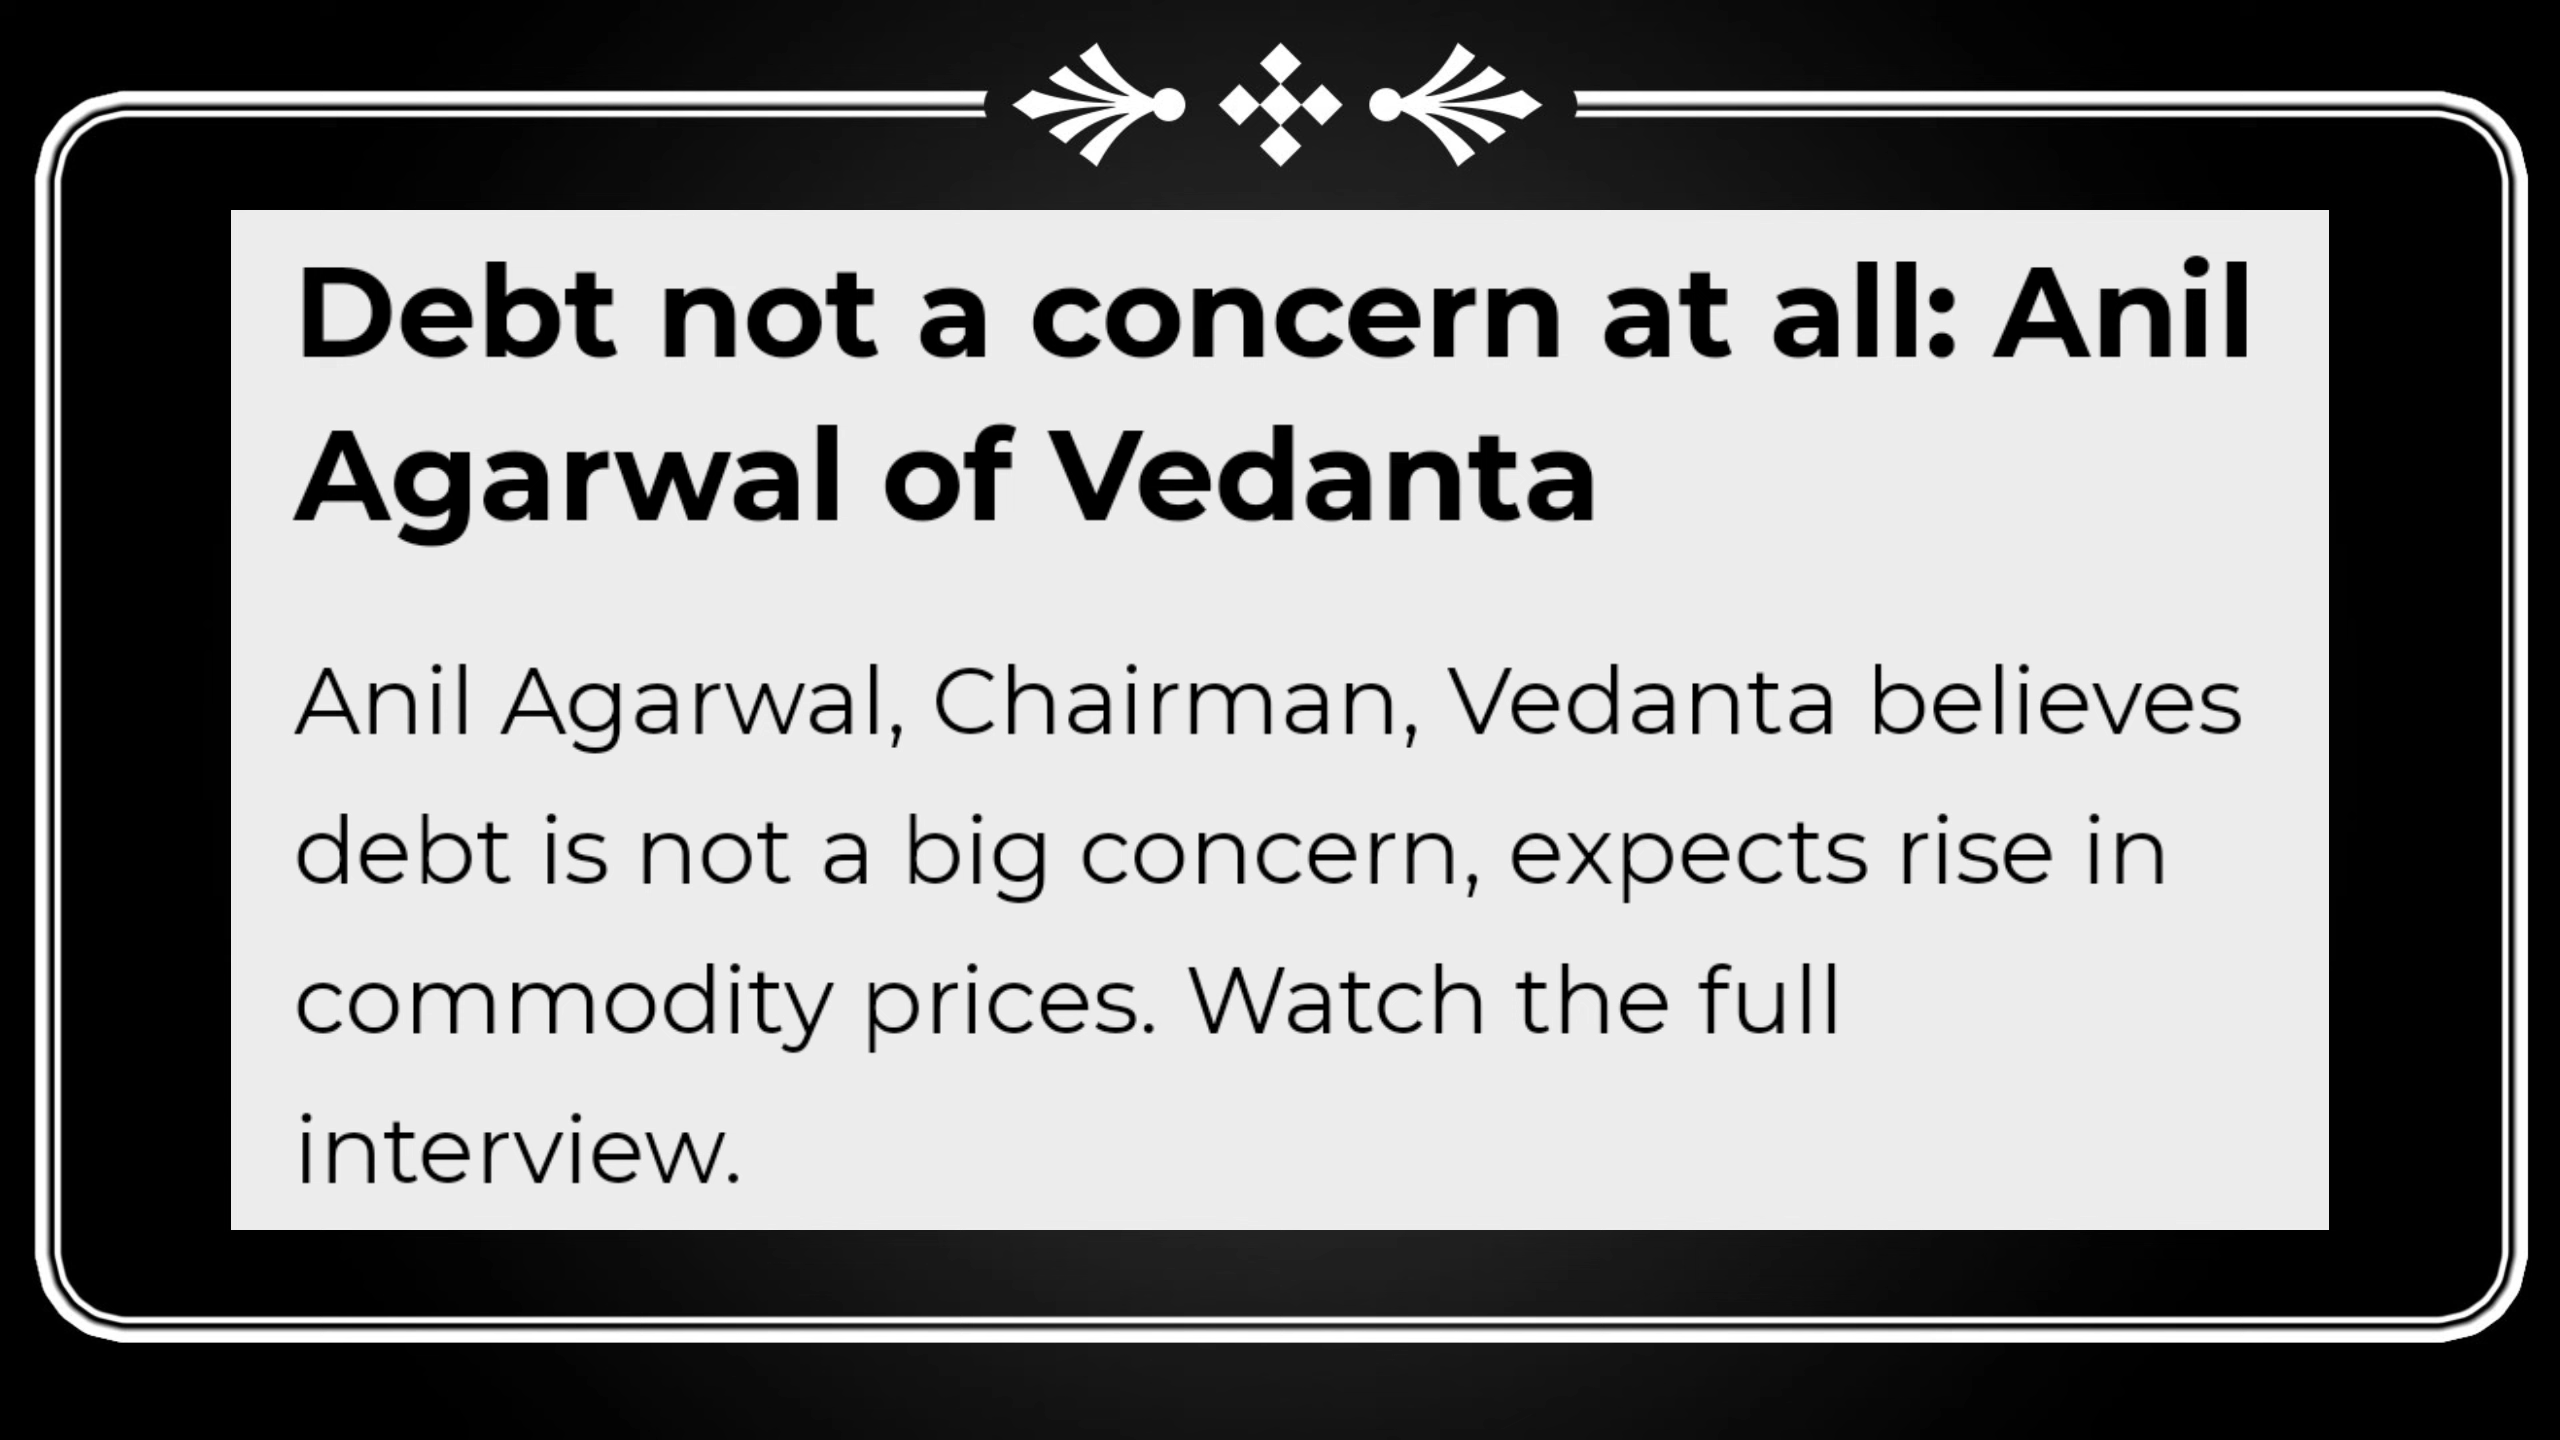 Debt not a concern at all: Anil
Agarwal of Vedanta
Anil Agarwal, Chairman, Vedanta believes
debt is not a big concern, expects rise in
commodity prices. Watch the full
interview.